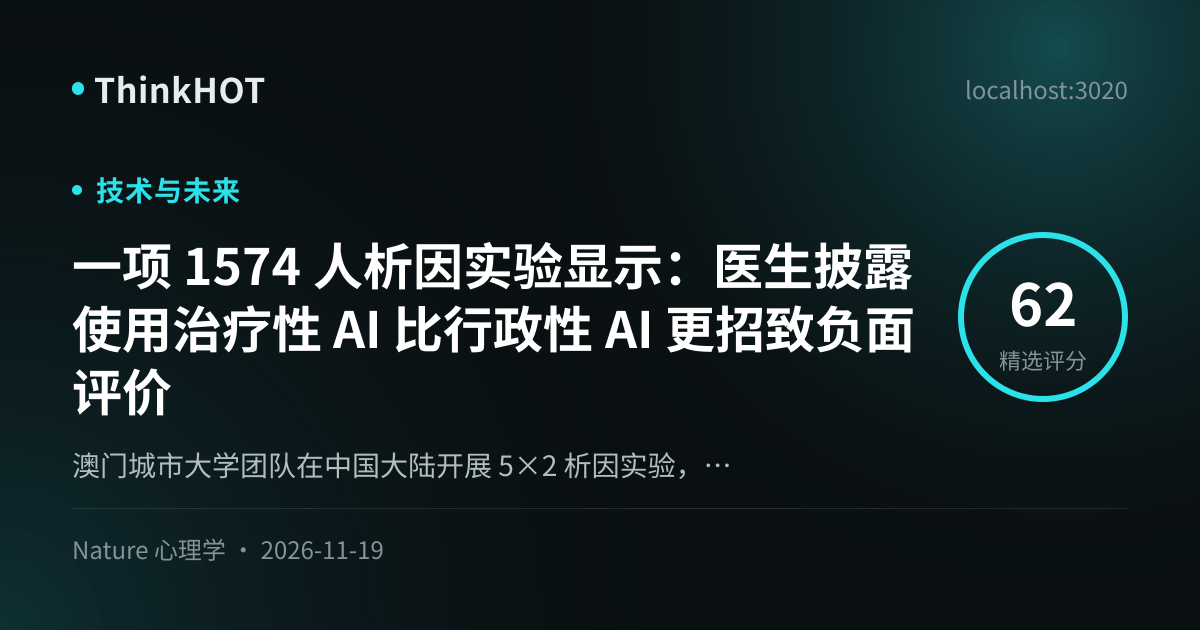 ThinkHOT
localhost:3020
技术与未来
一项 1574 人析因实验显示：医生披露
使用治疗性 AI 比行政性 AI 更招致负面
评价
62
精选评分
澳门城市大学团队在中国大陆开展 5×2 析因实验，…
Nature 心理学 · 2026-11-19